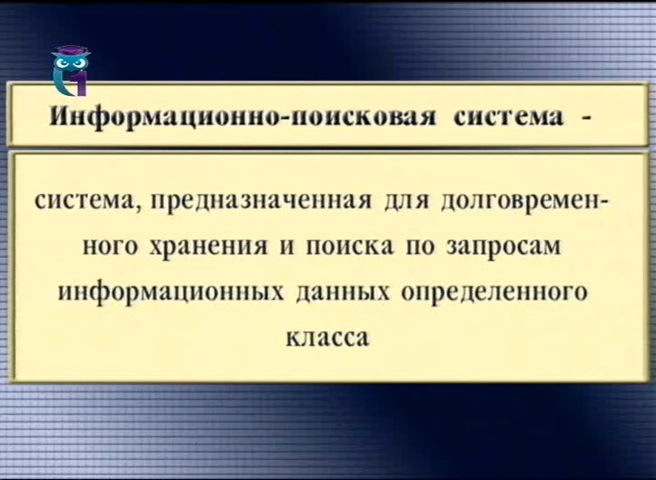 Информационно-поисковая система -
система, предназначенная для долговремен-
ного хранения и поиска по запросам
информационных данных определенного
класса